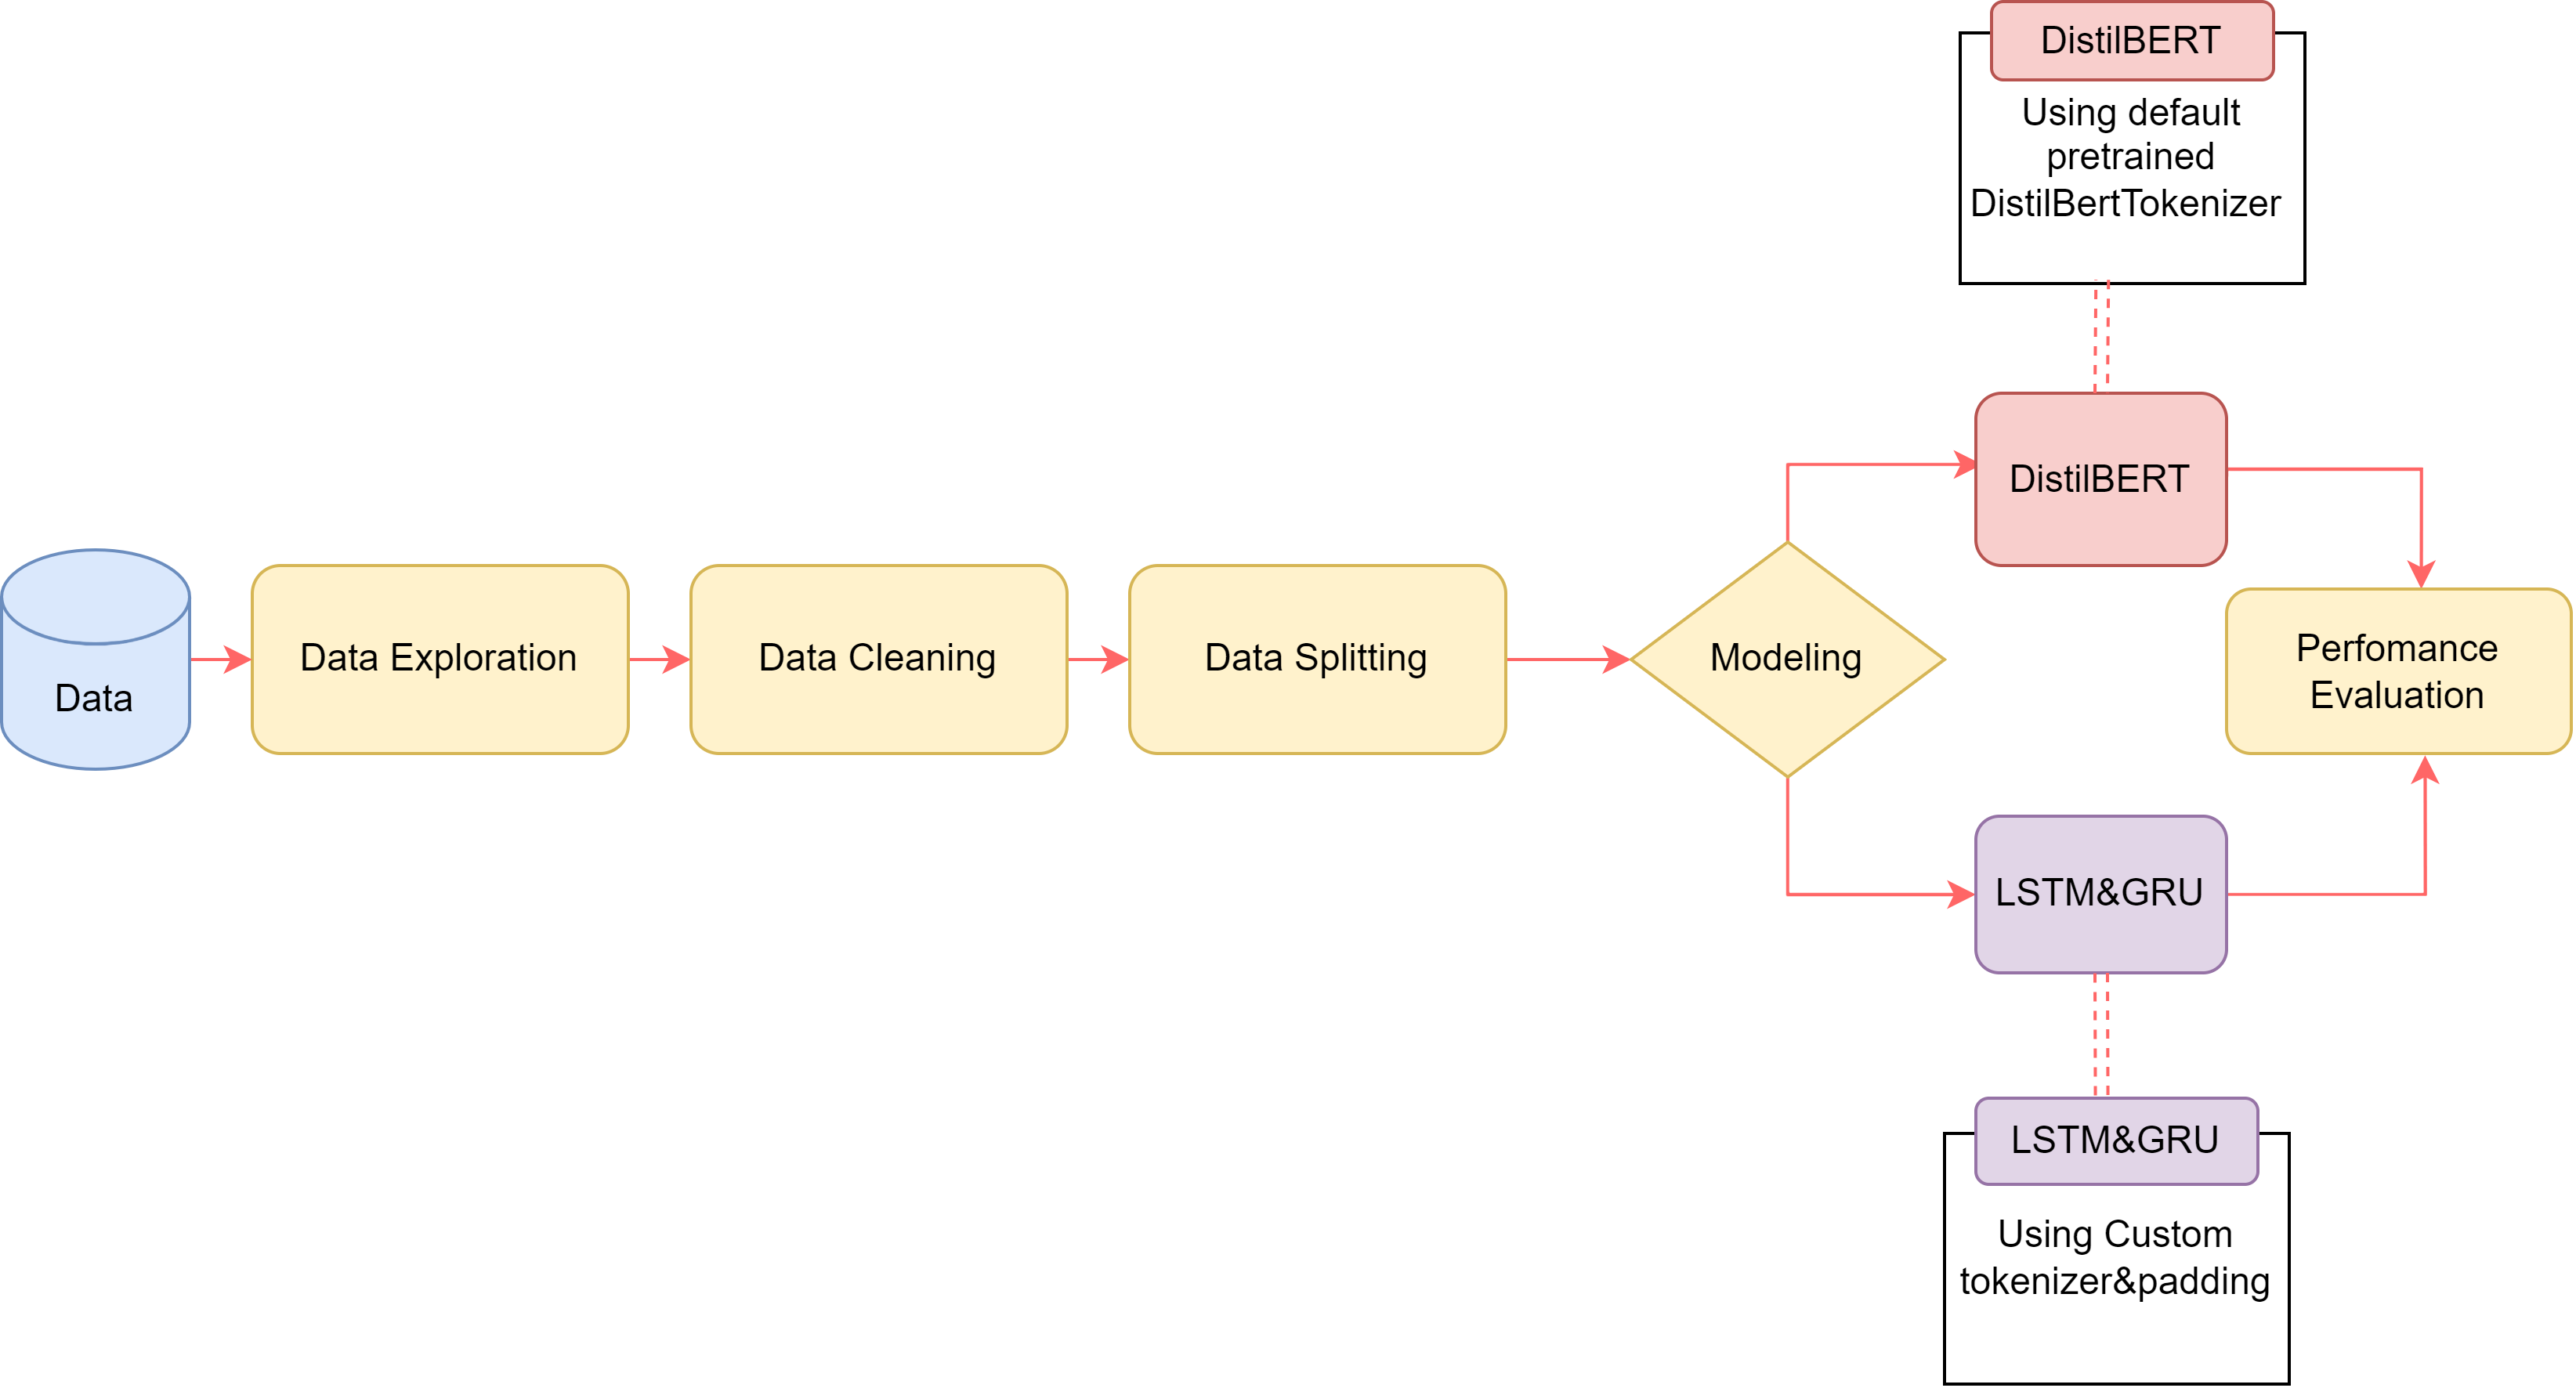 DistilBERT
Using default
pretrained
DistilBertTokenizer
DistilBERT
Data
Data Exploration
Data Cleaning
Data Splitting
Modeling
Perfomance
Evaluation
LSTM&GRU
LSTM&GRU
Using Custom
tokenizer&padding